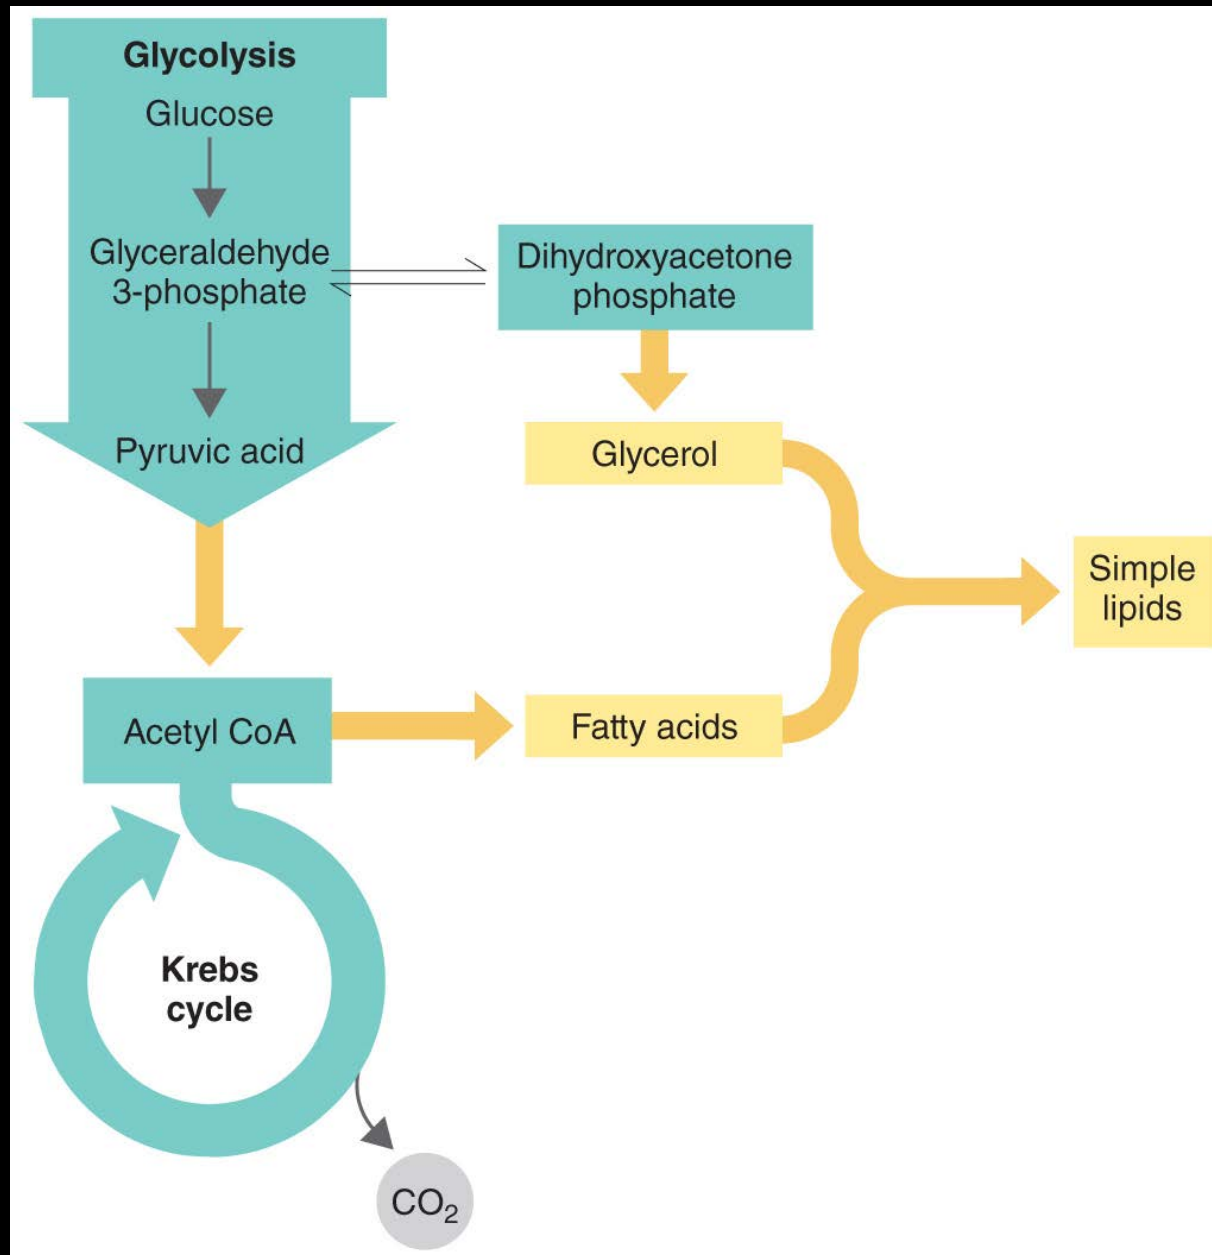 Glycolysis
Glucose
Glyceraldehyde
3-phosphate
Dihydroxyacetone
phosphate
Pyruvic acid
Glycerol
Simple
lipids
Acetyl CoA
Fatty acids
Krebs
cycle
CO₂